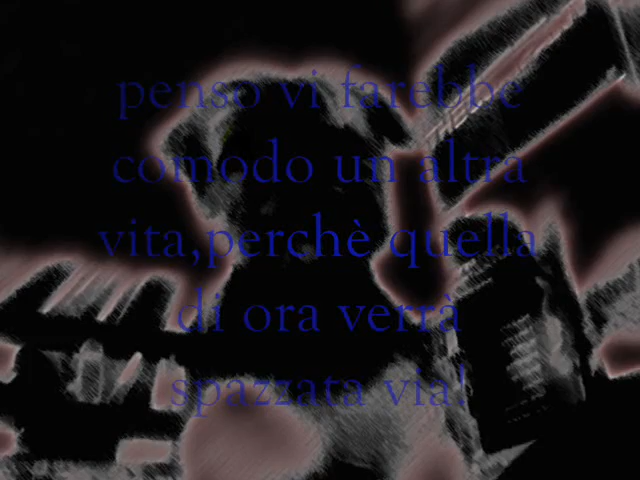 penso vi farebbe
comodo un altra
vita,perchè quella
di ora verrà
spazzata via!